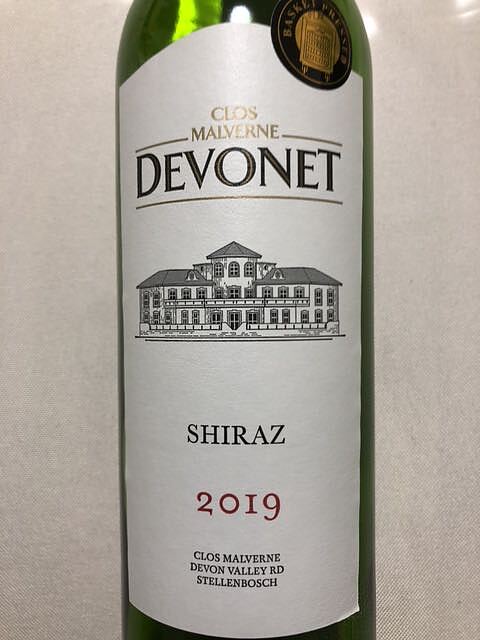 BASKET PRESSED
CLOS
MALVERNE
DEVONET
SHIRAZ
2019
CLOS MALVERNE
DEVON VALLEY RD
STELLENBOSCH